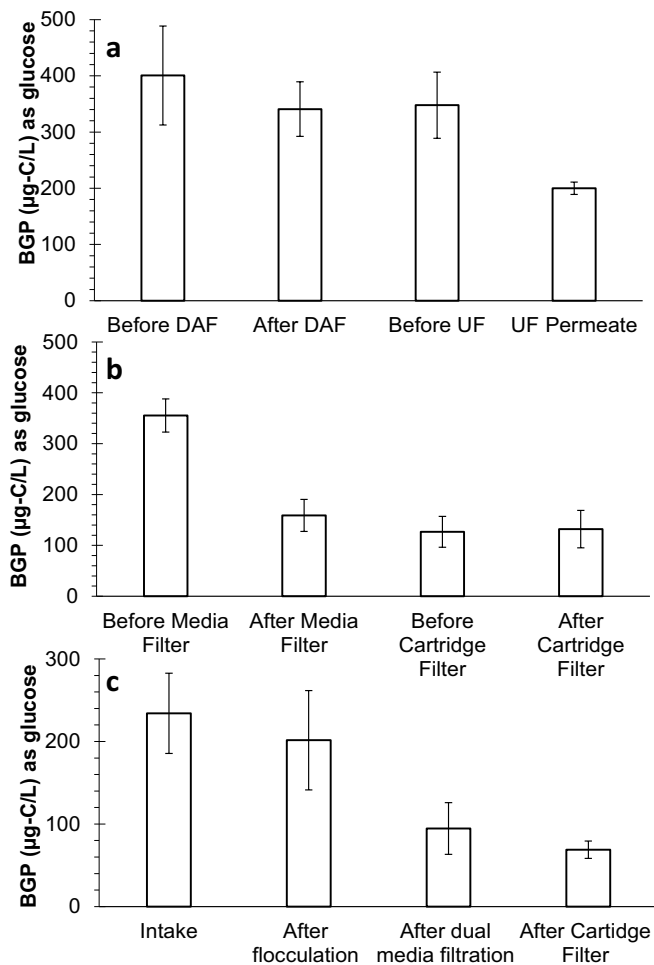 a
BGP (µg-C/L) as glucose
500
400
300
200
100
0
Before DAF After DAF Before UF UF Permeate
b
BGP (µg-C/L) as glucose
500
400
300
200
100
0
Before Media Filter
After Media Filter
Before Cartridge Filter
After Cartridge Filter
c
BGP (µg-C/L) as glucose
300
200
100
0
Intake
After flocculation
After dual media filtration
After Cartidge Filter